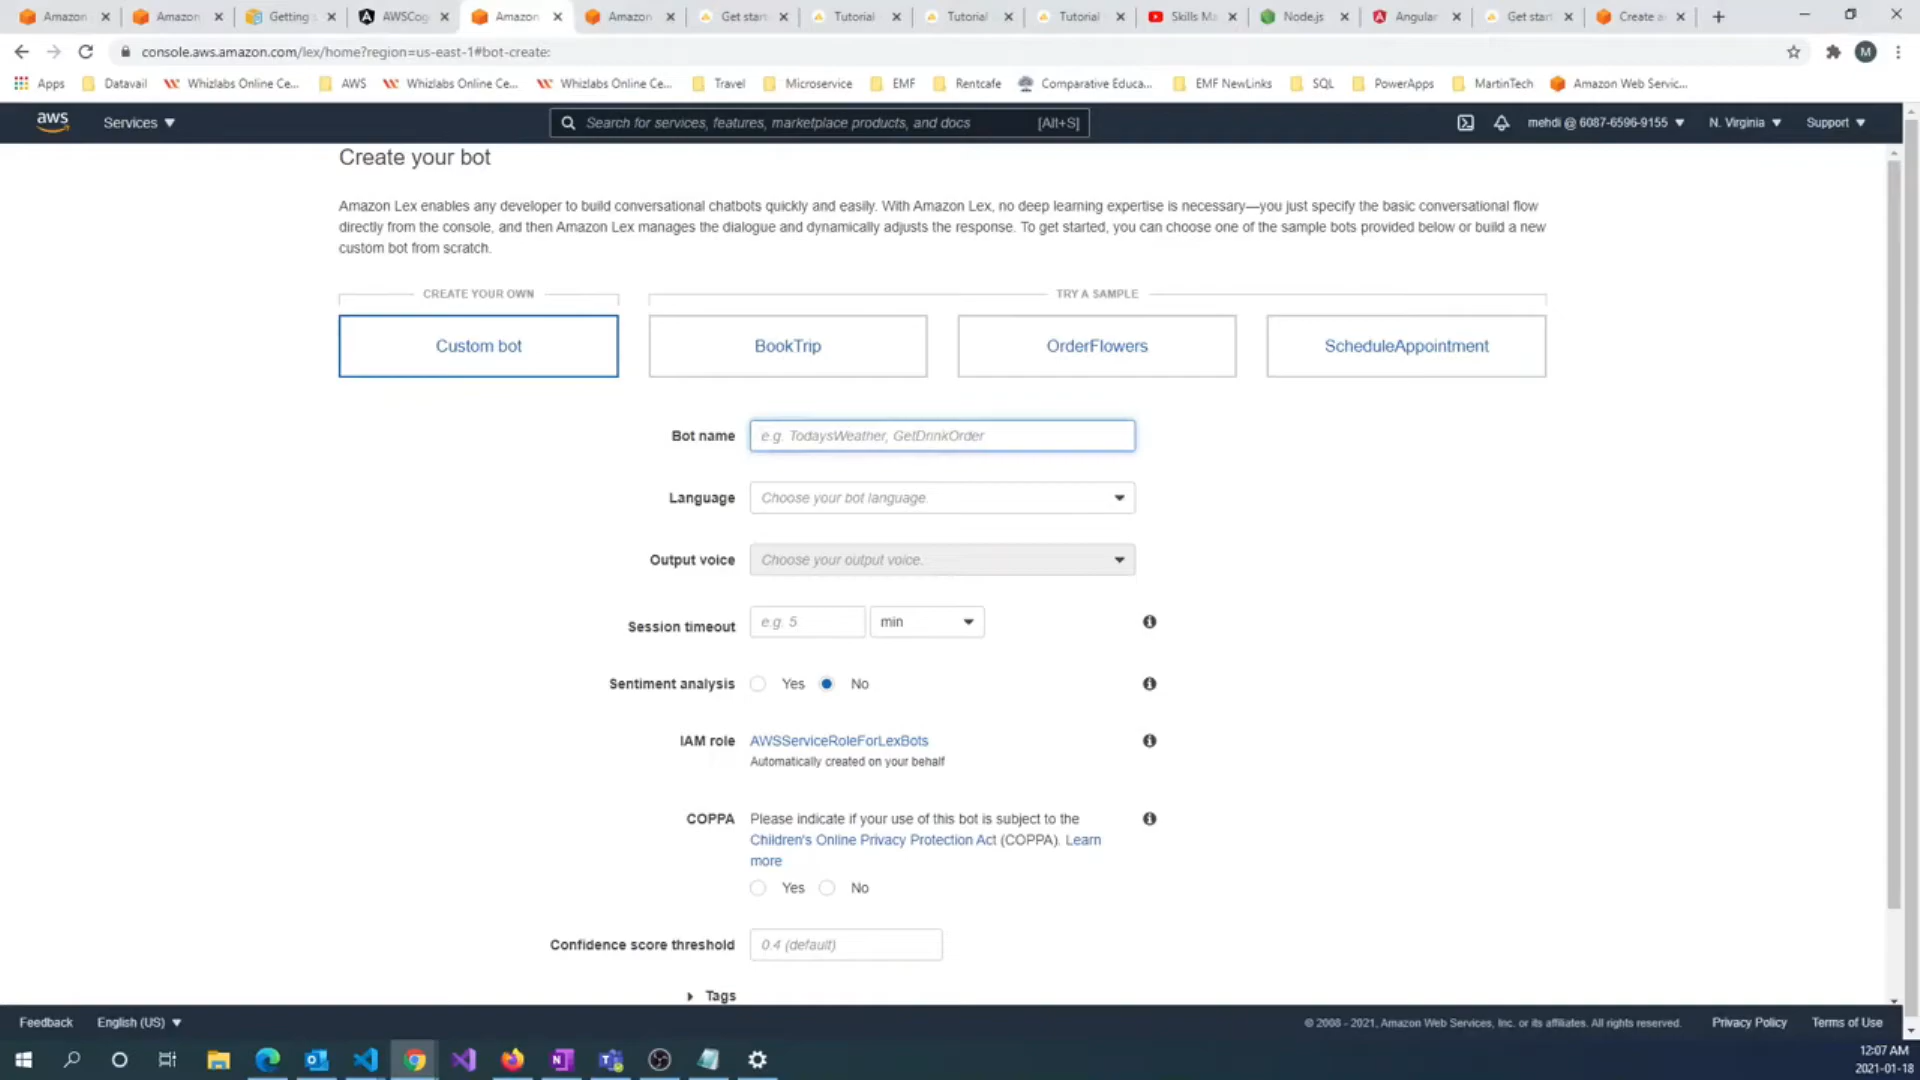 Amazon
Amazon
Getting
AWSCog
Amazon
Amazon
Get start
Tutorial
Tutorial
Tutorial
Skills Ma
Node.js
Angular
Get start
Create a
console.aws.amazon.com/lex/home?region=us-east-1#bot-create:
M
Apps
Datavail
Whizlabs Online Ce...
AWS
Whizlabs Online Ce...
Whizlabs Online Ce...
Travel
Microservice
EMF
Rentcafe
Comparative Educa...
EMF NewLinks
SQL
PowerApps
MartinTech
Amazon Web Servic...
aws
Services
Search for services, features, marketplace products, and docs
[Alt+S]
mehdi @ 6087-6596-9155
N. Virginia
Support
Create your bot
Amazon Lex enables any developer to build conversational chatbots quickly and easily. With Amazon Lex, no deep learning expertise is necessary—you just specify the basic conversational flow
directly from the console, and then Amazon Lex manages the dialogue and dynamically adjusts the response. To get started, you can choose one of the sample bots provided below or build a new
custom bot from scratch.
CREATE YOUR OWN
TRY A SAMPLE
Custom bot
BookTrip
OrderFlowers
ScheduleAppointment
Bot name
e.g. TodaysWeather, GetDrinkOrder
Language
Choose your bot language.
Output voice
Choose your output voice.
Session timeout
e.g. 5
min
Sentiment analysis
Yes
No
IAM role
AWSServiceRoleForLexBots
Automatically created on your behalf
COPPA
Please indicate if your use of this bot is subject to the
Children's Online Privacy Protection Act (COPPA). Learn
more
Yes
No
Confidence score threshold
0.4 (default)
Tags
Feedback
English (US)
© 2008 - 2021, Amazon Web Services, Inc. or its affiliates. All rights reserved.
Privacy Policy
Terms of Use
12:07 AM
2021-01-18